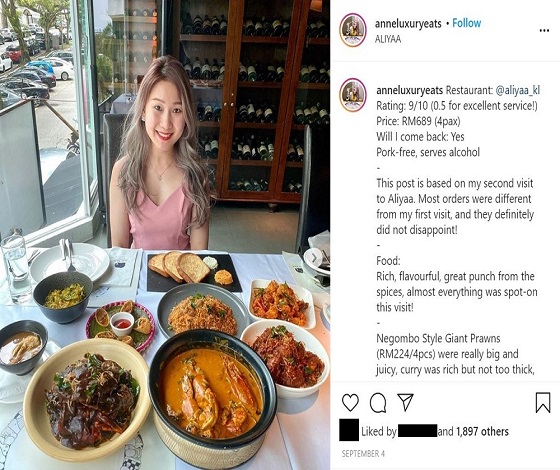 anneluxuryeats • Follow
ALIYAA
anneluxuryeats Restaurant: @aliyaa_kl
Rating: 9/10 (0.5 for excellent service!)
Price: RM689 (4pax)
Will I come back: Yes
Pork-free, serves alcohol
-
This post is based on my second visit
to Aliyaa. Most orders were different
from my first visit, and they definitely
did not disappoint!
-
Food:
Rich, flavourful, great punch from the
spices, almost everything was spot-on
this visit!
-
Negombo Style Giant Prawns
(RM224/4pcs) were really big and
juicy, curry was rich but not too thick,
Liked by and 1,897 others
SEPTEMBER 4